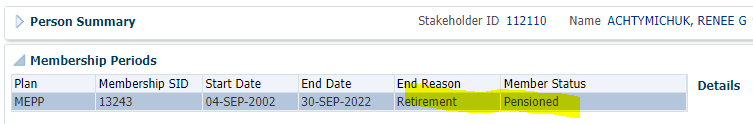 Person Summary Stakeholder ID 112110 Name ACHTYMICHUK, RENEE G
Membership Periods
Plan Membership SID Start Date End Date End Reason Member Status Details
MEPP 13243 04-SEP-2002 30-SEP-2022 Retirement Pensioned